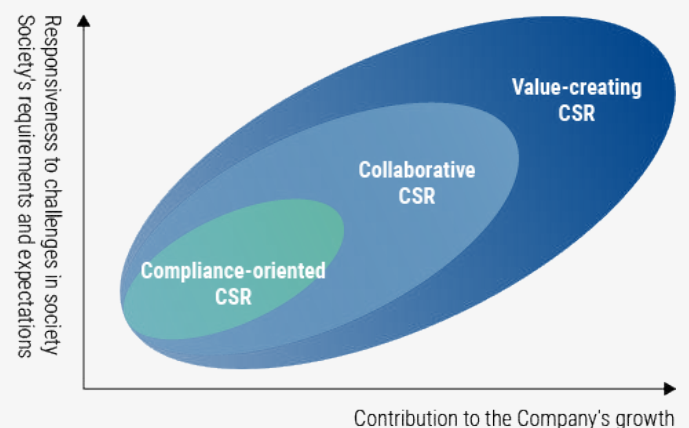 Responsiveness to challenges in society
Society's requirements and expectations
Value-creating
CSR
Collaborative
CSR
Compliance-oriented
CSR
Contribution to the Company's growth